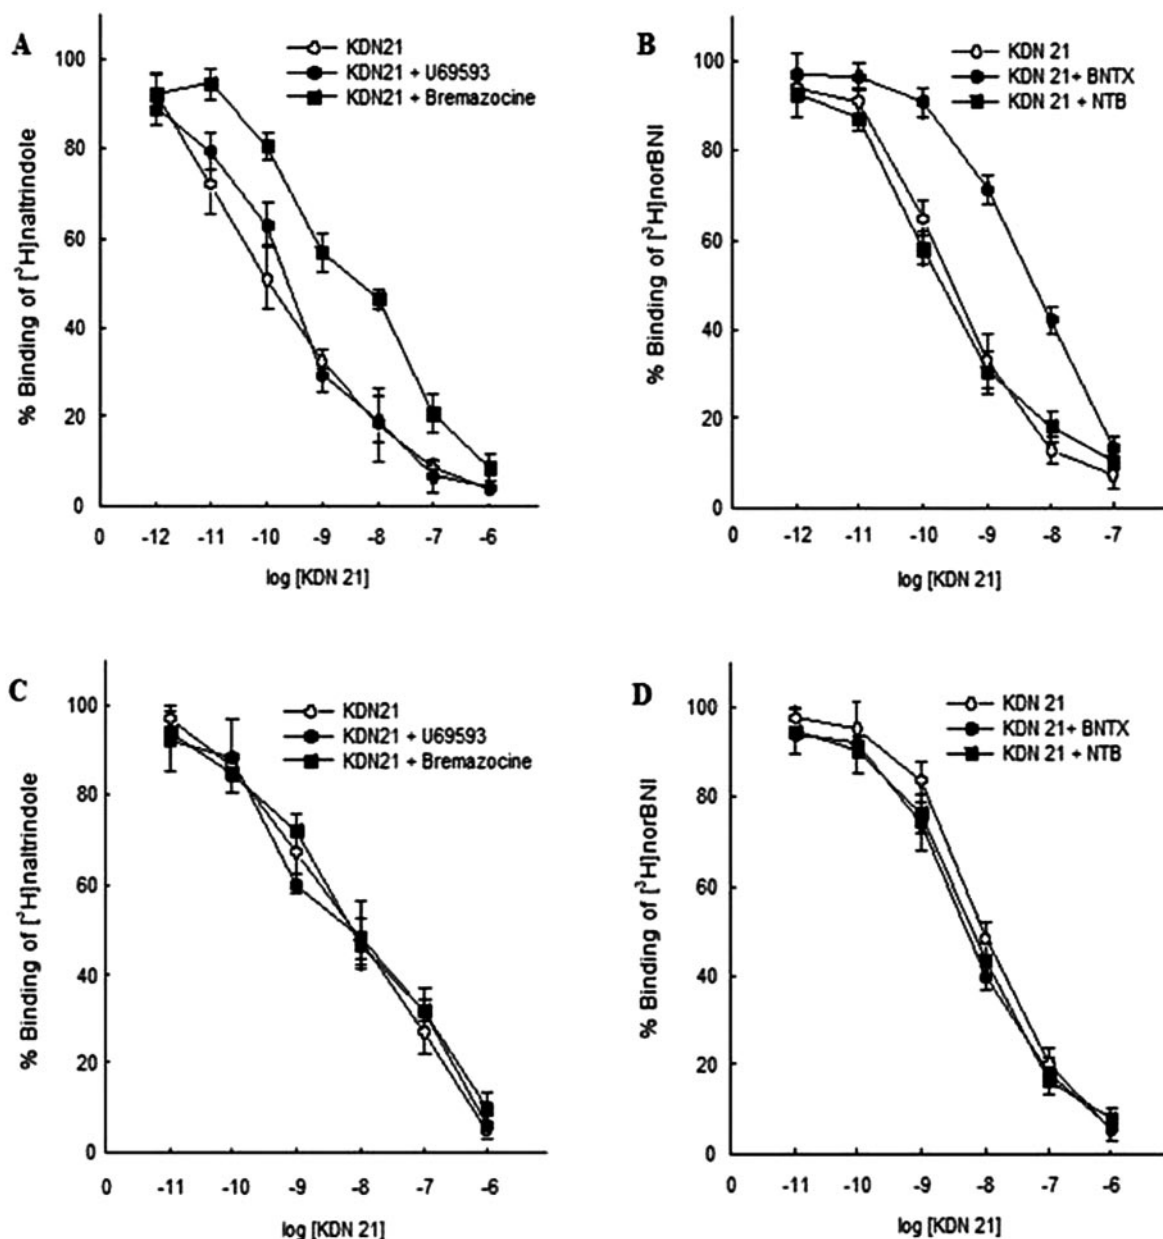 A
KDN21
KDN21 + U69593
KDN21 + Bremazocine
% Binding of [³H]naltrindole
100
80
60
40
20
0
0 -12 -11 -10 -9 -8 -7 -6
log [KDN 21]
B
KDN 21
KDN 21+ BNTX
KDN 21 + NTB
% Binding of [³H]norBNI
100
80
60
40
20
0
0 -12 -11 -10 -9 -8 -7
log [KDN 21]
C
KDN21
KDN21 + U69593
KDN21 + Bremazocine
% Binding of [³H]naltrindole
100
80
60
40
20
0
0 -11 -10 -9 -8 -7 -6
log [KDN 21]
D
KDN 21
KDN 21+ BNTX
KDN 21 + NTB
% Binding of [³H]norBNI
100
80
60
40
20
0
0 -11 -10 -9 -8 -7 -6
log [KDN 21]